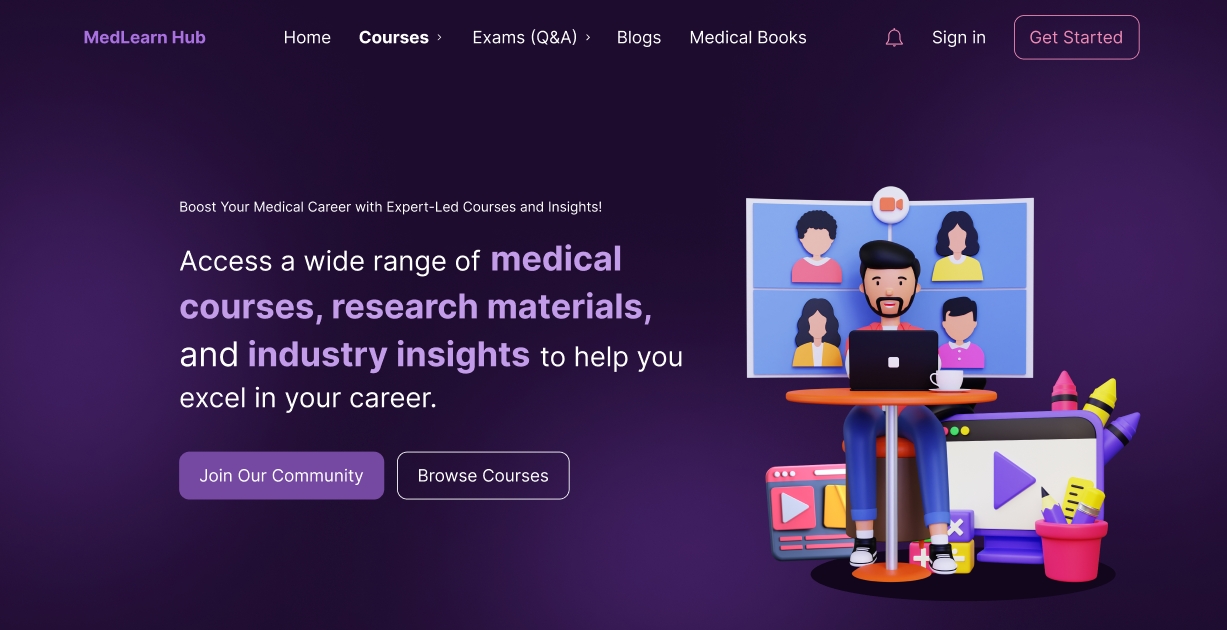 MedLearn Hub
Home
Courses
Exams (Q&A)
Blogs
Medical Books
Sign in
Get Started
Boost Your Medical Career with Expert-Led Courses and Insights!
Access a wide range of medical
courses, research materials,
and industry insights to help you
excel in your career.
Join Our Community
Browse Courses